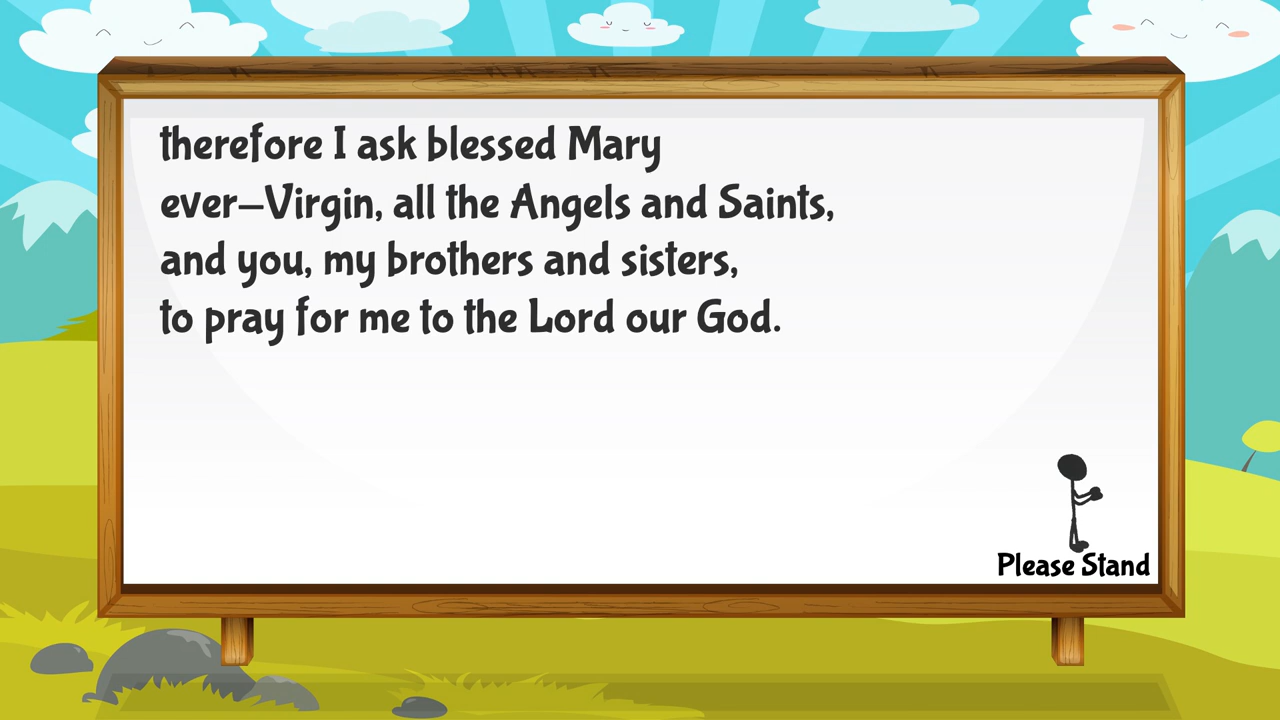 therefore I ask blessed Mary
ever–Virgin, all the Angels and Saints,
and you, my brothers and sisters,
to pray for me to the Lord our God.
Please Stand